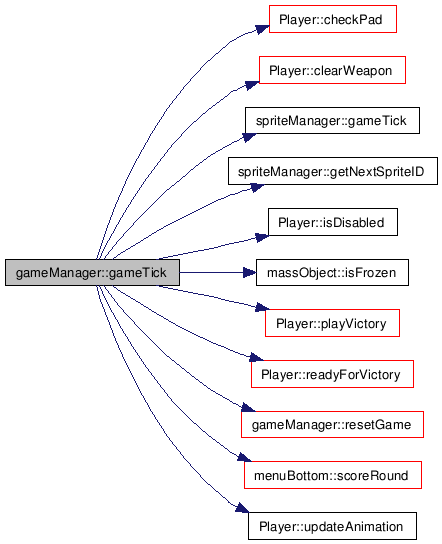 Player::checkPad
Player::clearWeapon
spriteManager::gameTick
spriteManager::getNextSpriteID
Player::isDisabled
gameManager::gameTick
massObject::isFrozen
Player::playVictory
Player::readyForVictory
gameManager::resetGame
menuBottom::scoreRound
Player::updateAnimation